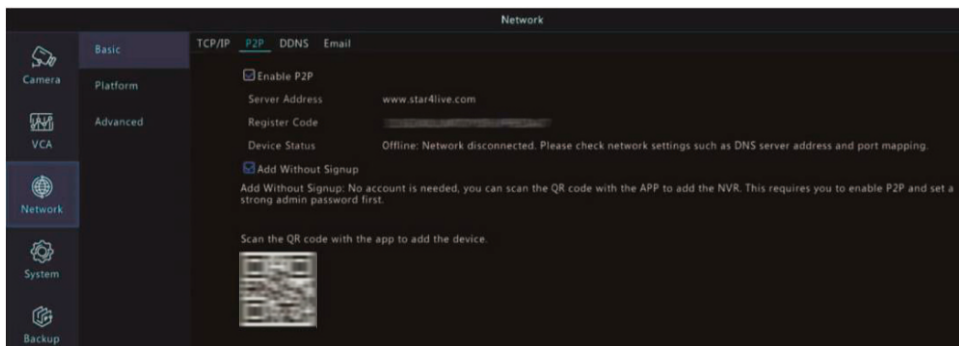 Network
Camera
VCA
Network
System
Backup
Basic
Platform
Advanced
TCP/IP P2P DDNS Email
Enable P2P
Server Address www.star4live.com
Register Code
Device Status Offline: Network disconnected. Please check network settings such as DNS server address and port mapping.
Add Without Signup
Add Without Signup: No account is needed, you can scan the QR code with the APP to add the NVR. This requires you to enable P2P and set a
strong admin password first.
Scan the QR code with the app to add the device.